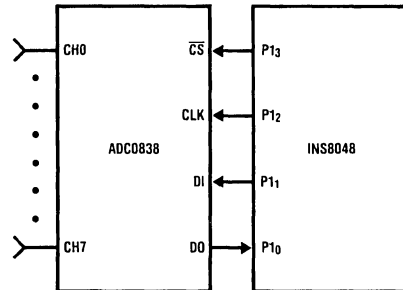 CH0 CS P1₃
CLK P1₂
ADC0838 INS8048
DI P1₁
CH7 DO P1₀